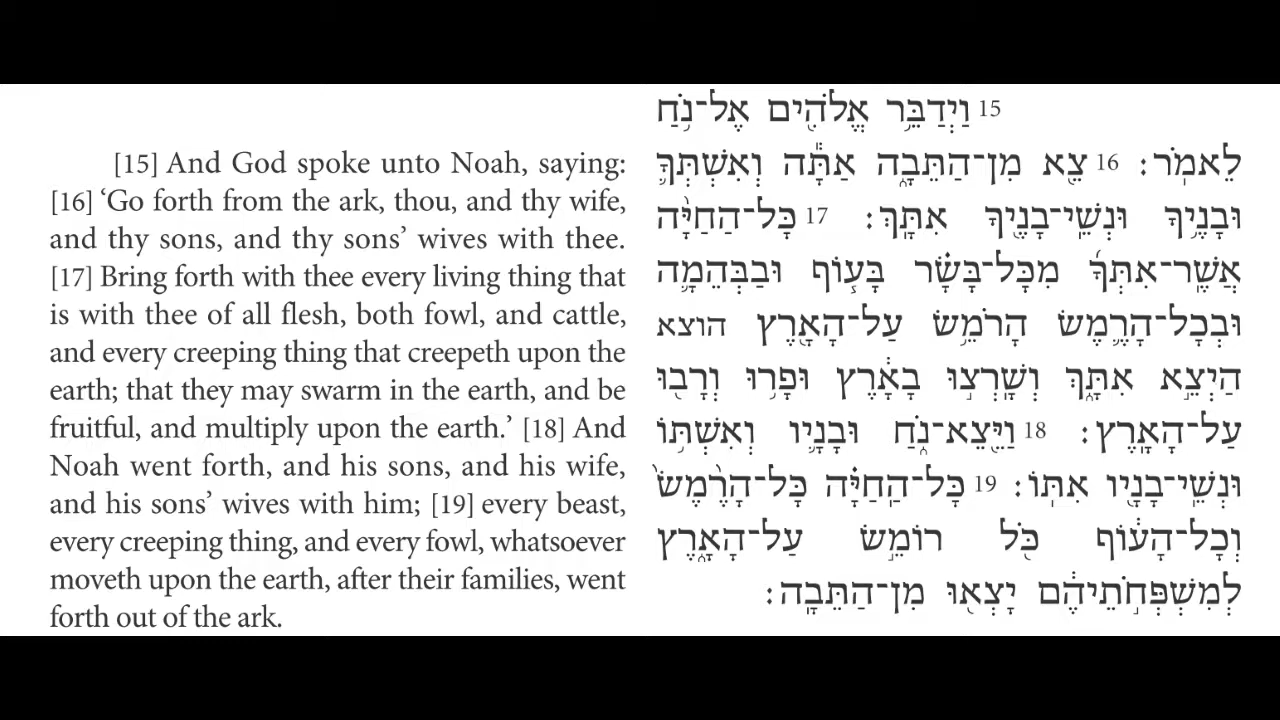 [15] And God spoke unto Noah, saying:
[16] ‘Go forth from the ark, thou, and thy wife,
and thy sons, and thy sons’ wives with thee.
[17] Bring forth with thee every living thing that
is with thee of all flesh, both fowl, and cattle,
and every creeping thing that creepeth upon the
earth; that they may swarm in the earth, and be
fruitful, and multiply upon the earth.’ [18] And
Noah went forth, and his sons, and his wife,
and his sons’ wives with him; [19] every beast,
every creeping thing, and every fowl, whatsoever
moveth upon the earth, after their families, went
forth out of the ark.
15 וַיְדַבֵּ֥ר אֱלֹהִ֖ים אֶל־נֹ֥חַ
לֵאמֹֽר׃ 16 צֵ֖א מִן־הַתֵּבָ֑ה אַתָּ֕ה וְאִשְׁתְּךָ֛
וּבָנֶ֥יךָ וּנְשֵֽׁי־בָנֶ֖יךָ אִתָּֽךְ׃ 17 כׇּל־הַחַיָּ֨ה
אֲשֶֽׁר־אִתְּךָ֜ מִכׇּל־בָּשָׂ֗ר בָּע֧וֹף וּבַבְּהֵמָ֛ה
וּבְכׇל־הָרֶ֛מֶשׂ הָרֹמֵ֥שׂ עַל־הָאָ֖רֶץ הוצא
הַיְצֵ֣א אִתָּ֑ךְ וְשָֽׁרְצ֣וּ בָאָ֔רֶץ וּפָר֥וּ וְרָב֖וּ
עַל־הָאָֽרֶץ׃ 18 וַיֵּ֖צֵא־נֹ֑חַ וּבָנָ֛יו וְאִשְׁתּ֥וֹ
וּנְשֵֽׁי־בָנָ֖יו אִתּֽוֹ׃ 19 כׇּל־הַֽחַיָּ֗ה כׇּל־הָרֶ֙מֶשׂ֙
וְכׇל־הָע֔וֹף כֹּ֖ל רוֹמֵ֣שׂ עַל־הָאָ֑רֶץ
לְמִשְׁפְּחֹ֣תֵיהֶ֔ם יָצְא֖וּ מִן־הַתֵּבָֽה׃